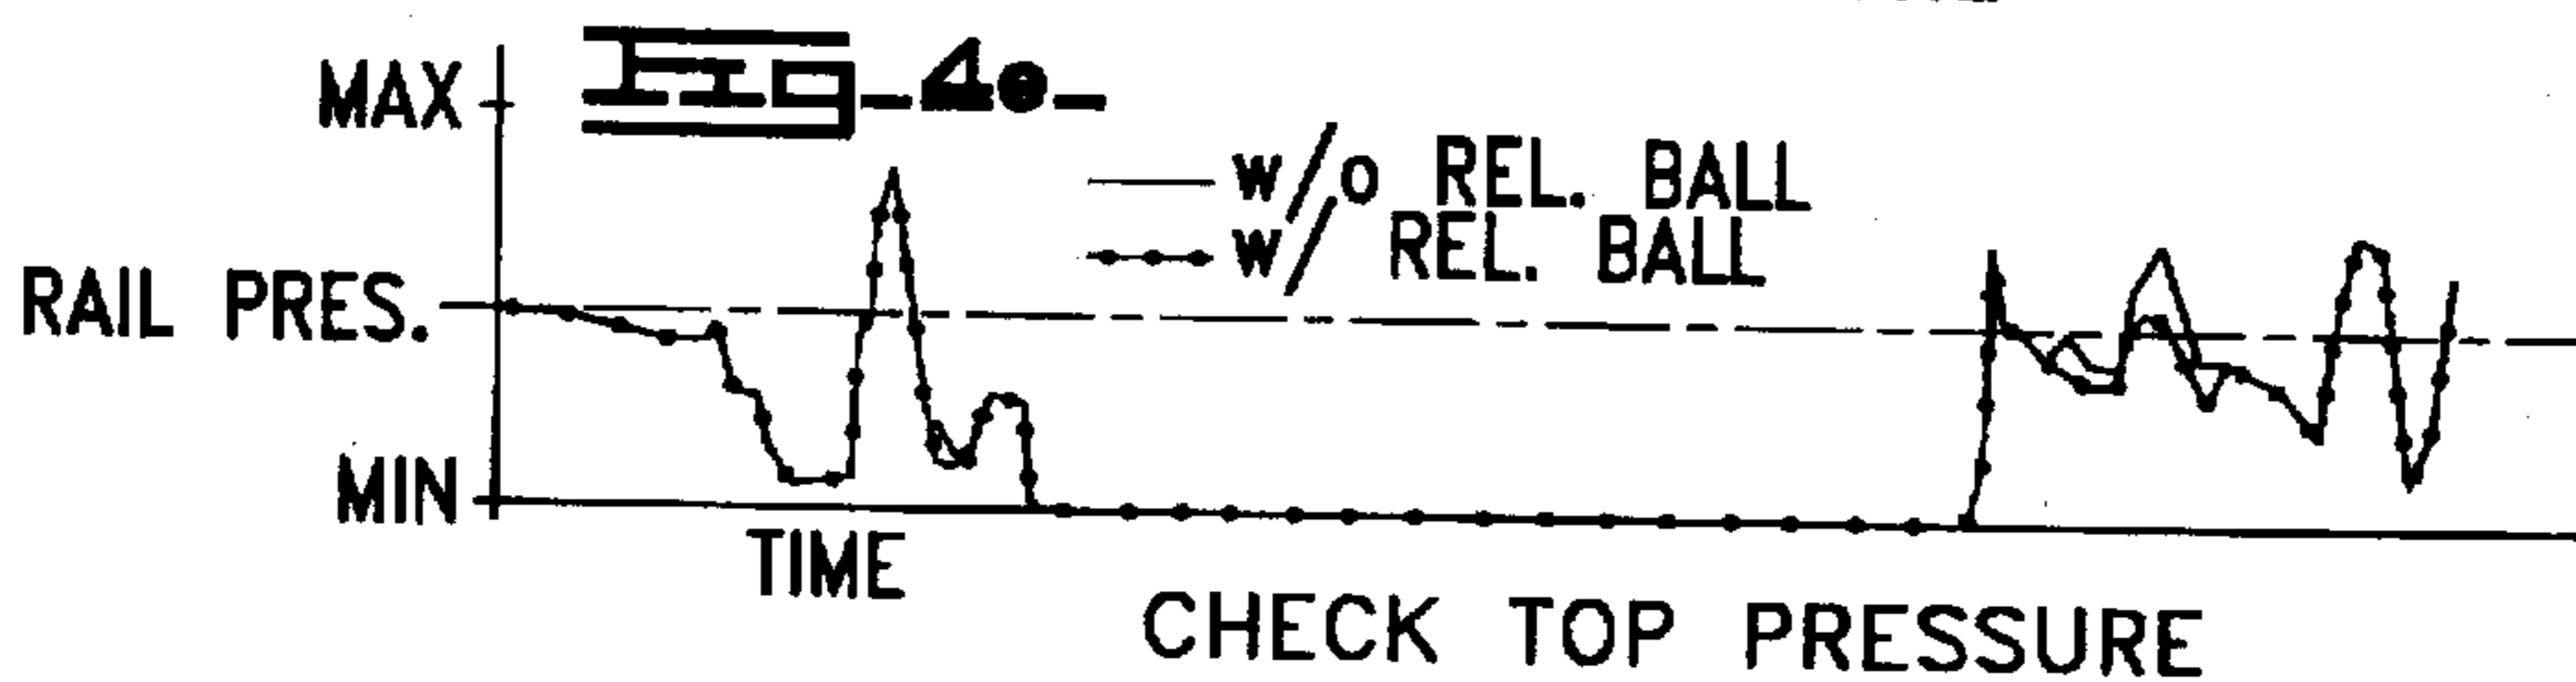 Fig-4e-
MAX
W/O REL. BALL
W/ REL. BALL
RAIL PRES.
MIN
TIME
CHECK TOP PRESSURE